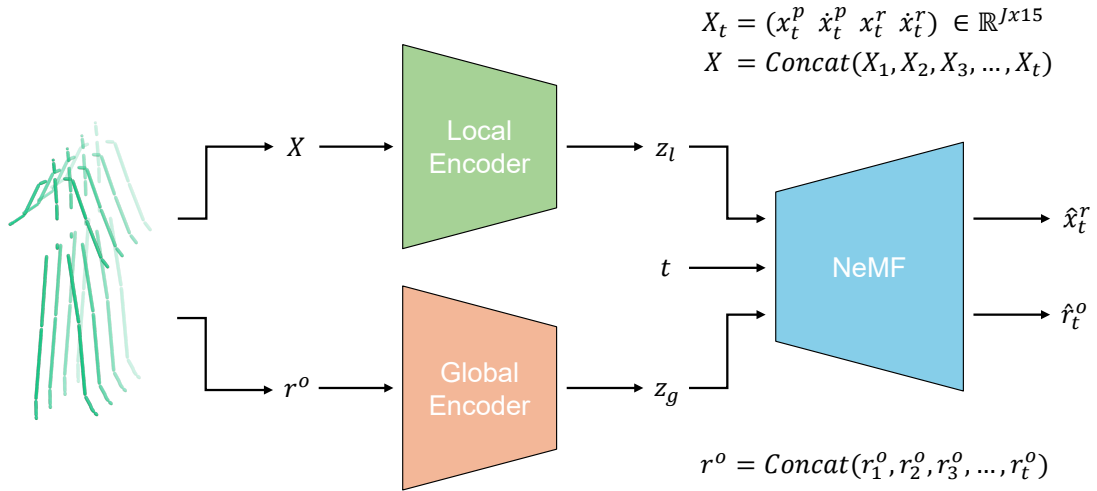 X_t = (x_t^p ẋ_t^p x_t^r ẋ_t^r) ∈ ℝ^{Jx15}
X = Concat(X_1, X_2, X_3, …, X_t)
X
Local
Encoder
z_l
t
NeMF
x̂_t^r
r̂_t^o
r^o
Global
Encoder
z_g
r^o = Concat(r_1^o, r_2^o, r_3^o, …, r_t^o)